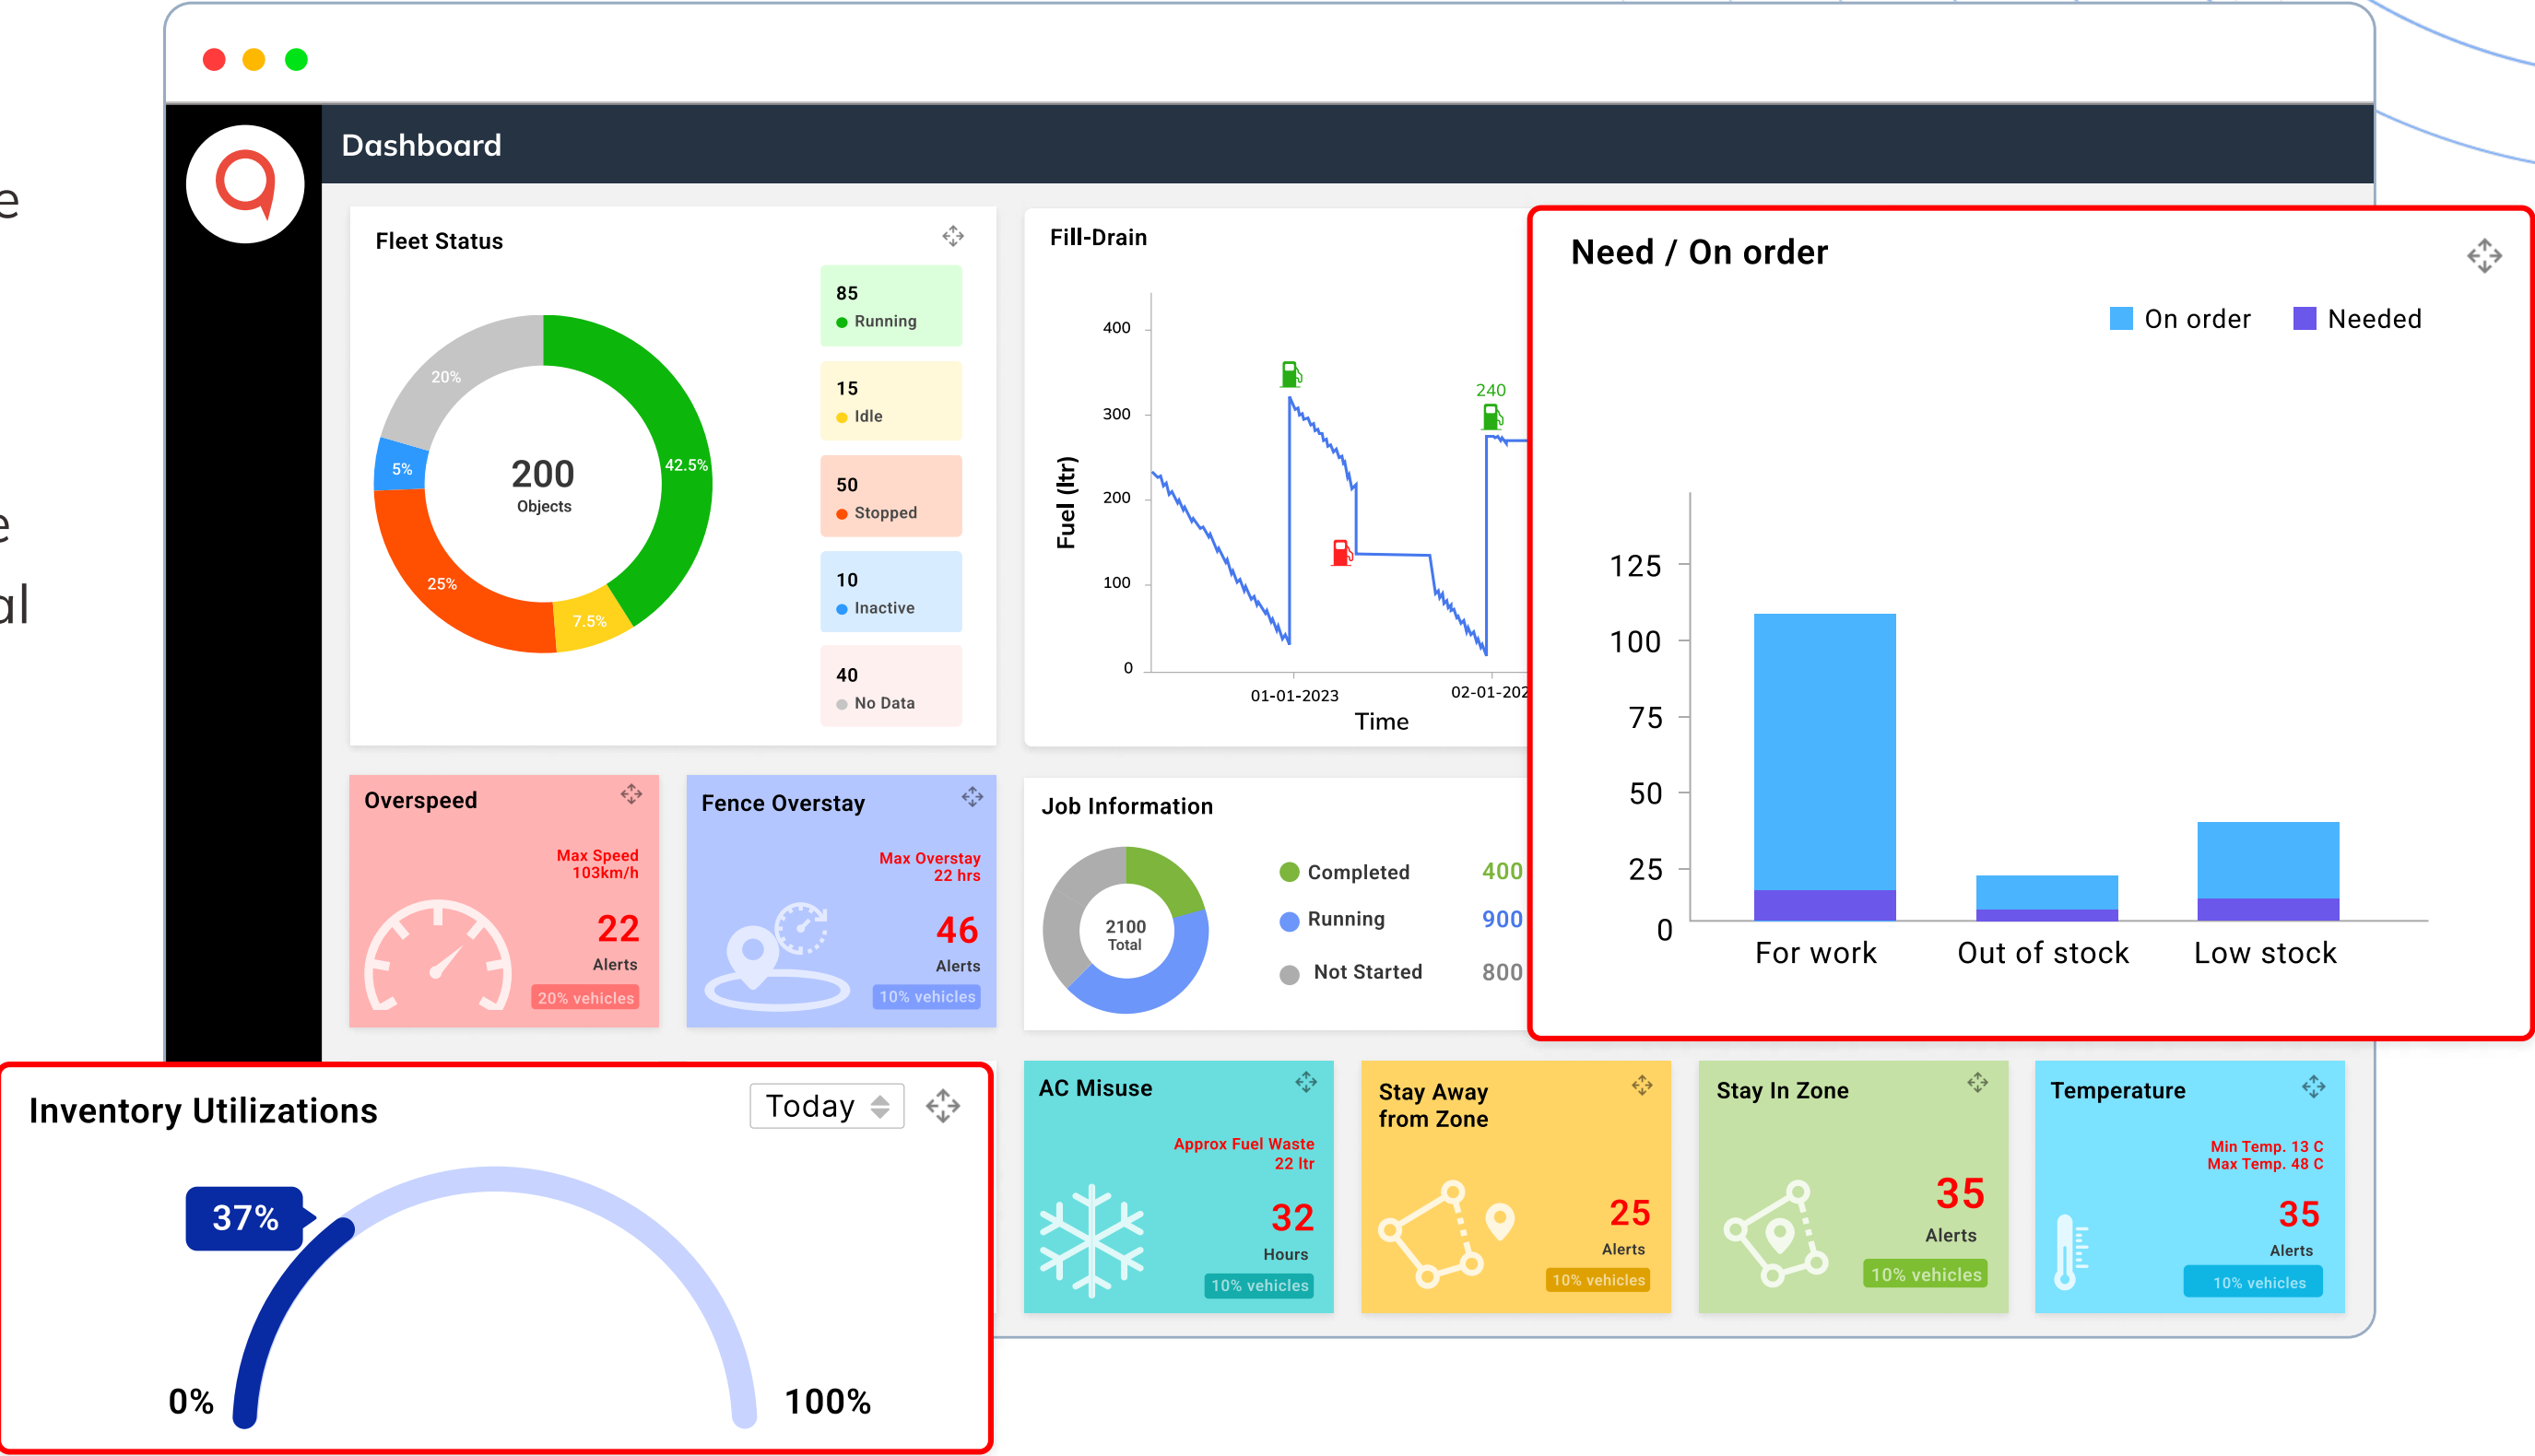 e
e
al
Dashboard
Fleet Status
85
Running
15
Idle
50
Stopped
10
Inactive
40
No Data
20%
5%
25%
7.5%
42.5%
200
Objects
Fill-Drain
Fuel (ltr)
400
300
200
100
0
240
01-01-2023
02-01-202
Time
Need / On order
On order
Needed
125
100
75
50
25
0
For work
Out of stock
Low stock
Overspeed
Max Speed
103km/h
22
Alerts
20% vehicles
Fence Overstay
Max Overstay
22 hrs
46
Alerts
10% vehicles
Job Information
2100
Total
Completed 400
Running 900
Not Started 800
Inventory Utilizations
Today
37%
0%
100%
AC Misuse
Approx Fuel Waste
22 ltr
32
Hours
10% vehicles
Stay Away
from Zone
25
Alerts
10% vehicles
Stay In Zone
35
Alerts
10% vehicles
Temperature
Min Temp. 13 C
Max Temp. 48 C
35
Alerts
10% vehicles